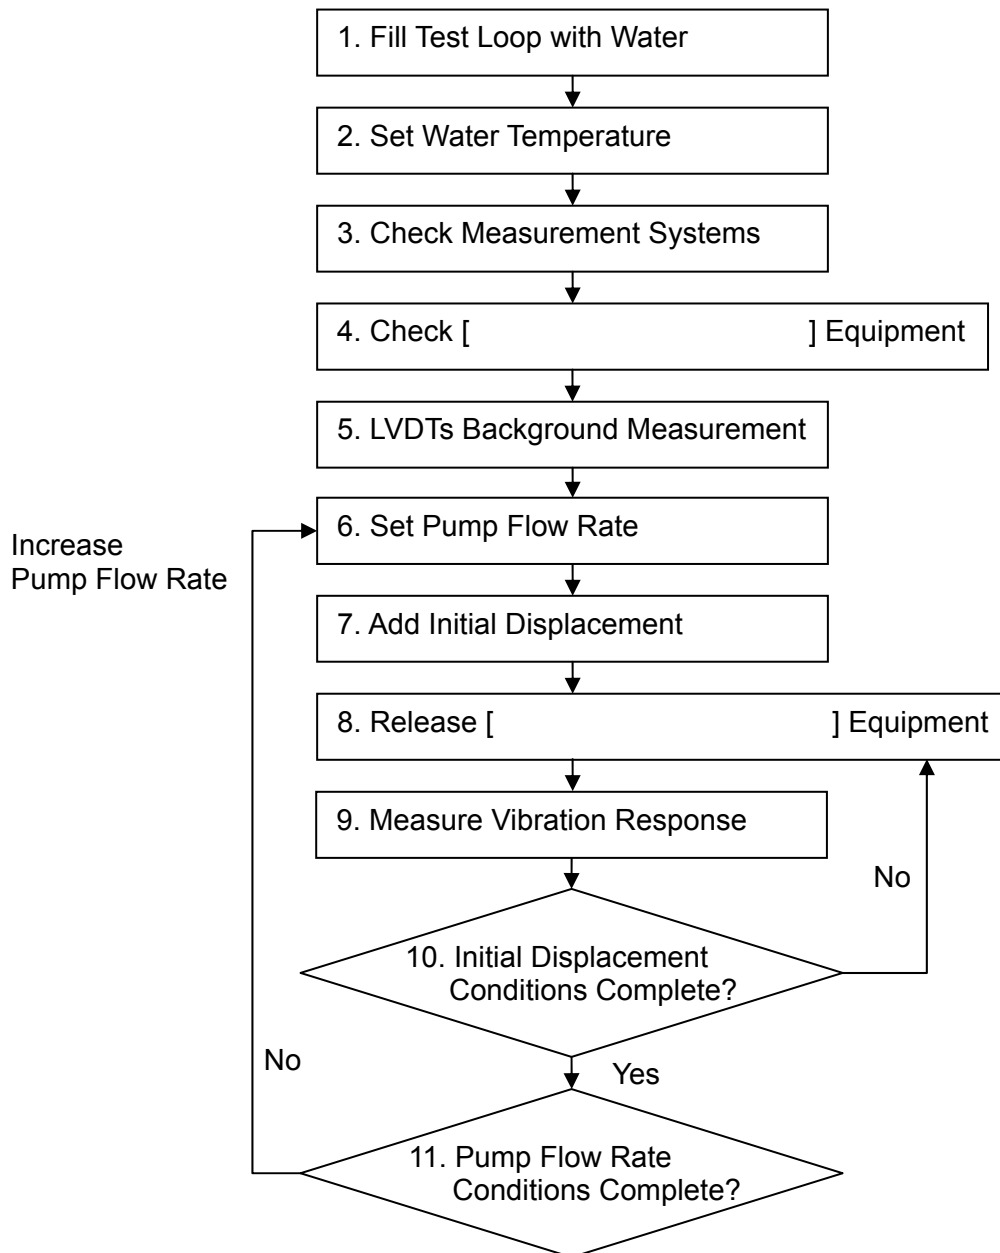 1. Fill Test Loop with Water
2. Set Water Temperature
3. Check Measurement Systems
4. Check [ ] Equipment
5. LVDTs Background Measurement
6. Set Pump Flow Rate
Increase
Pump Flow Rate
7. Add Initial Displacement
8. Release [ ] Equipment
9. Measure Vibration Response
No
10. Initial Displacement
Conditions Complete?
No
Yes
11. Pump Flow Rate
Conditions Complete?